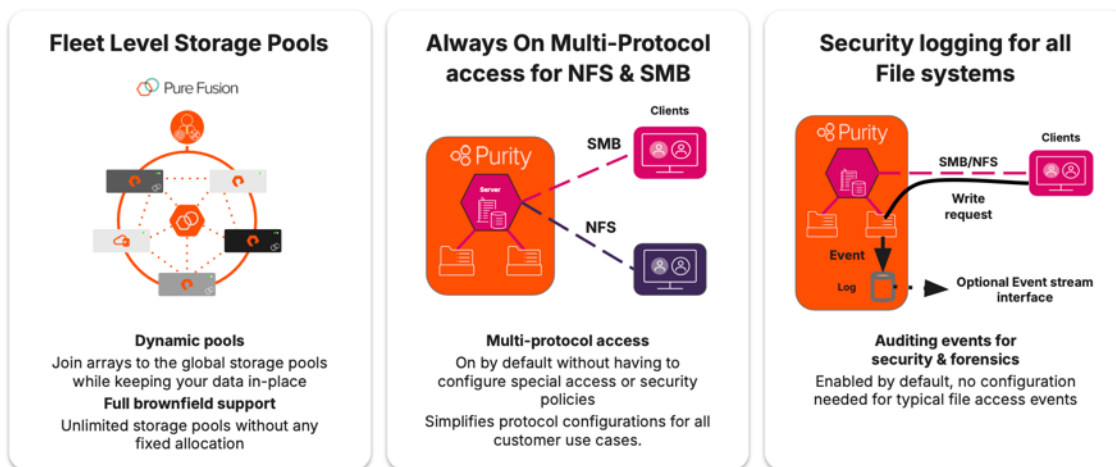 Fleet Level Storage Pools
Pure Fusion
Dynamic pools
Join arrays to the global storage pools
while keeping your data in-place
Full brownfield support
Unlimited storage pools without any
fixed allocation
Always On Multi-Protocol
access for NFS & SMB
Clients
SMB
Purity
Server
NFS
Multi-protocol access
On by default without having to
configure special access or security
policies
Simplifies protocol configurations for all
customer use cases.
Security logging for all
File systems
Purity
Clients
SMB/NFS
Write
request
Event
Log
Optional Event stream
interface
Auditing events for
security & forensics
Enabled by default, no configuration
needed for typical file access events